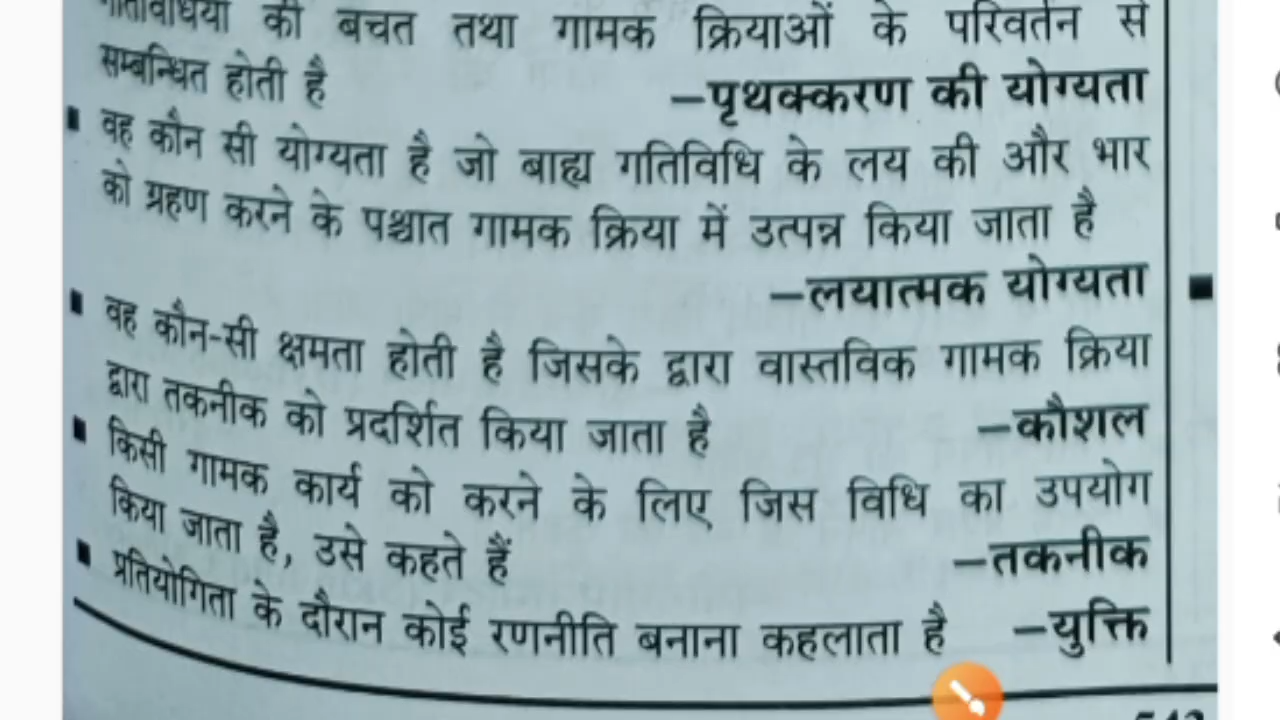 गतिविधियों की बचत तथा गामक क्रियाओं के परिवर्तन से
सम्बन्धित होती है –पृथक्करण की योग्यता
▪ वह कौन सी योग्यता है जो बाह्य गतिविधि के लय की और भार
को ग्रहण करने के पश्चात गामक क्रिया में उत्पन्न किया जाता है
–लयात्मक योग्यता
▪ वह कौन-सी क्षमता होती है जिसके द्वारा वास्तविक गामक क्रिया
द्वारा तकनीक को प्रदर्शित किया जाता है –कौशल
▪ किसी गामक कार्य को करने के लिए जिस विधि का उपयोग
किया जाता है, उसे कहते हैं –तकनीक
▪ प्रतियोगिता के दौरान कोई रणनीति बनाना कहलाता है –युक्ति